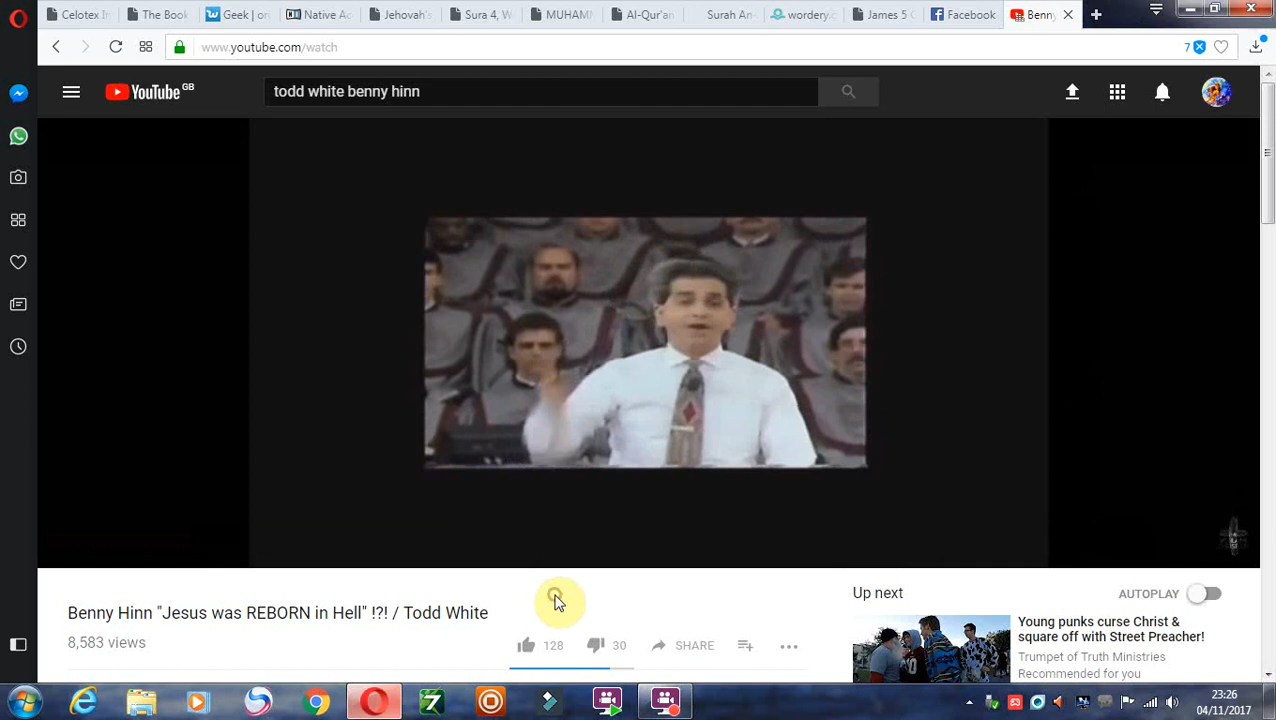 Celotex In
The Book
Geek | on
Native Ac
Jehovah's
Sura 4. W
MUHAMM
Al-Qur'an
Surah An-
wordery.c
James 5
Facebook
Benny
www.youtube.com/watch
7
YouTube GB
todd white benny hinn
Benny Hinn "Jesus was REBORN in Hell" !?! / Todd White
8,583 views
128
30
SHARE
Up next
AUTOPLAY
Young punks curse Christ &
square off with Street Preacher!
Trumpet of Truth Ministries
Recommended for you
23:26
04/11/2017